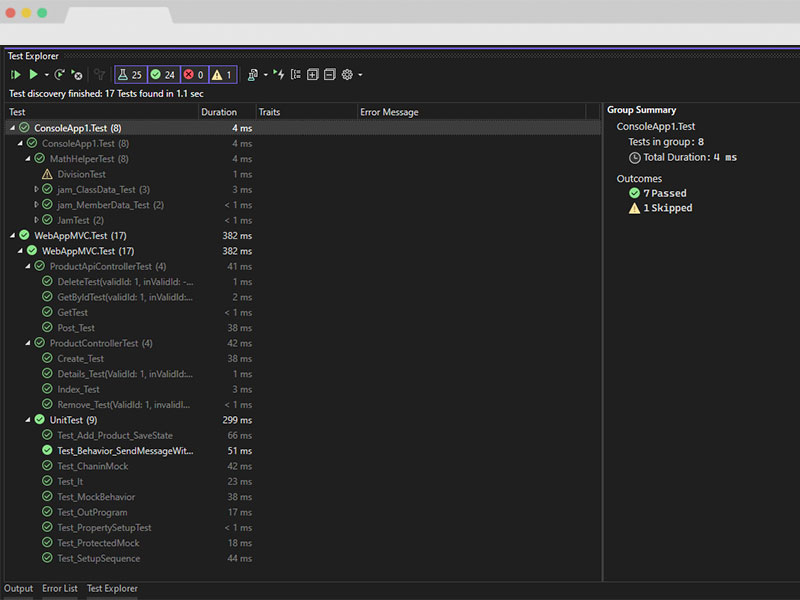 Test Explorer
25 24 0 1
Test discovery finished: 17 Tests found in 1.1 sec
Test Duration Traits Error Message
ConsoleApp1.Test (8) 4 ms
ConsoleApp1.Test (8) 4 ms
MathHelperTest (8) 4 ms
DivisionTest 1 ms
jam_ClassData_Test (3) 3 ms
jam_MemberData_Test (2) < 1 ms
JamTest (2) < 1 ms
WebAppMVC.Test (17) 382 ms
WebAppMVC.Test (17) 382 ms
ProductApiControllerTest (4) 41 ms
DeleteTest(validId: 1, inValidId: -... 1 ms
GetByIdTest(validId: 1, inValidId:... 2 ms
GetTest < 1 ms
Post_Test 38 ms
ProductControllerTest (4) 42 ms
Create_Test 38 ms
Details_Test(ValidId: 1, inValidId:... 1 ms
Index_Test 3 ms
Remove_Test(ValidId: 1, invalidI... < 1 ms
UnitTest (9) 299 ms
Test_Add_Product_SaveState 66 ms
Test_Behavior_SendMessageWit... 51 ms
Test_ChaninMock 42 ms
Test_It 23 ms
Test_MockBehavior 38 ms
Test_OutProgram 17 ms
Test_PropertySetupTest < 1 ms
Test_ProtectedMock 18 ms
Test_SetupSequence 44 ms
Group Summary
ConsoleApp1.Test
Tests in group: 8
Total Duration: 4 ms
Outcomes
7 Passed
1 Skipped
Output Error List Test Explorer